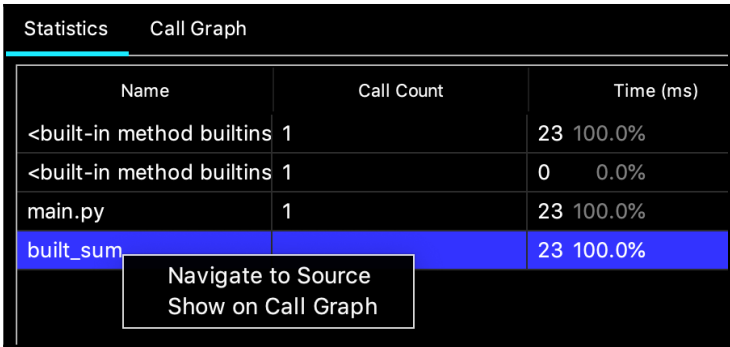 Statistics Call Graph
Name Call Count Time (ms)
<built-in method builtins 1 23 100.0%
<built-in method builtins 1 0 0.0%
main.py 1 23 100.0%
built_sum 23 100.0%
Navigate to Source
Show on Call Graph